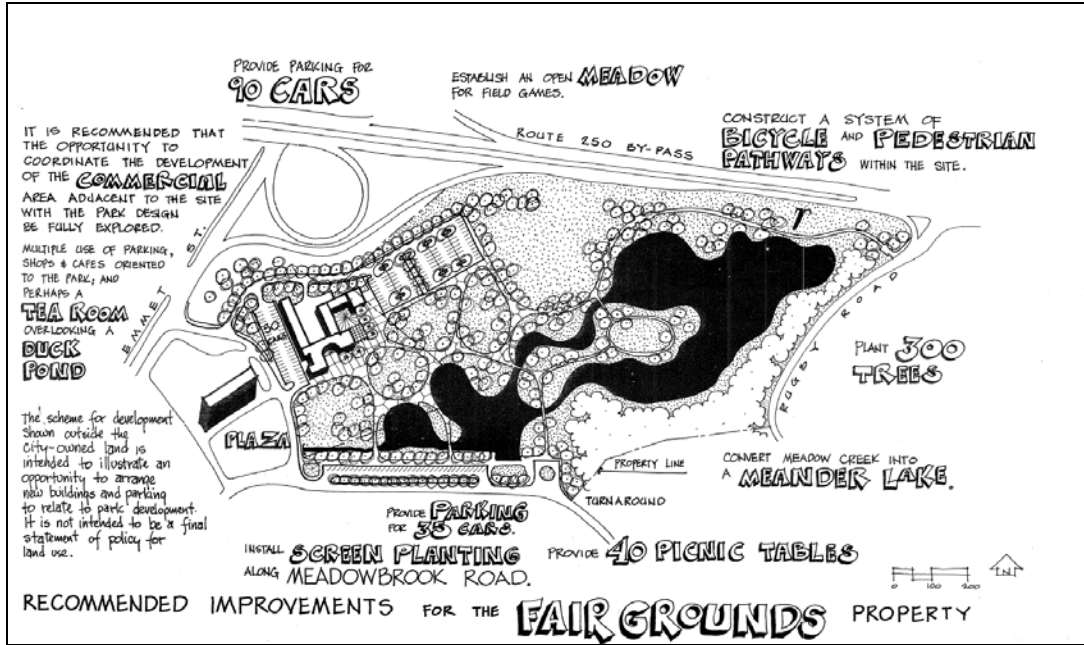 PROVIDE PARKING FOR
90 CARS
ESTABLISH AN OPEN MEADOW
FOR FIELD GAMES.
CONSTRUCT A SYSTEM OF
BICYCLE AND PEDESTRIAN
PATHWAYS WITHIN THE SITE.
IT IS RECOMMENDED THAT
THE OPPORTUNITY TO
COORDINATE THE DEVELOPMENT
OF THE COMMERCIAL
AREA ADJACENT TO THE SITE
WITH THE PARK DESIGN
BE FULLY EXPLORED.
MULTIPLE USE OF PARKING,
SHOPS & CAFES ORIENTED
TO THE PARK, AND
PERHAPS A
TEA ROOM
OVERLOOKING A
DUCK
POND
ROUTE 250 BY-PASS
r
EMMET ST.
RUGBY ROAD
PLANT 300
TREES
PLAZA
The scheme for development
shown outside the
City-owned land is
intended to illustrate an
opportunity to arrange
new buildings and parking
to relate to park development.
It is not intended to be a final
statement of policy for
land use.
PROPERTY LINE
CONVERT MEADOW CREEK INTO
A MEANDER LAKE.
TURNAROUND
PROVIDE PARKING
FOR 35 CARS.
INSTALL SCREEN PLANTING
ALONG MEADOWBROOK ROAD.
PROVIDE 40 PICNIC TABLES
0 100 200
N
RECOMMENDED IMPROVEMENTS FOR THE FAIR GROUNDS PROPERTY